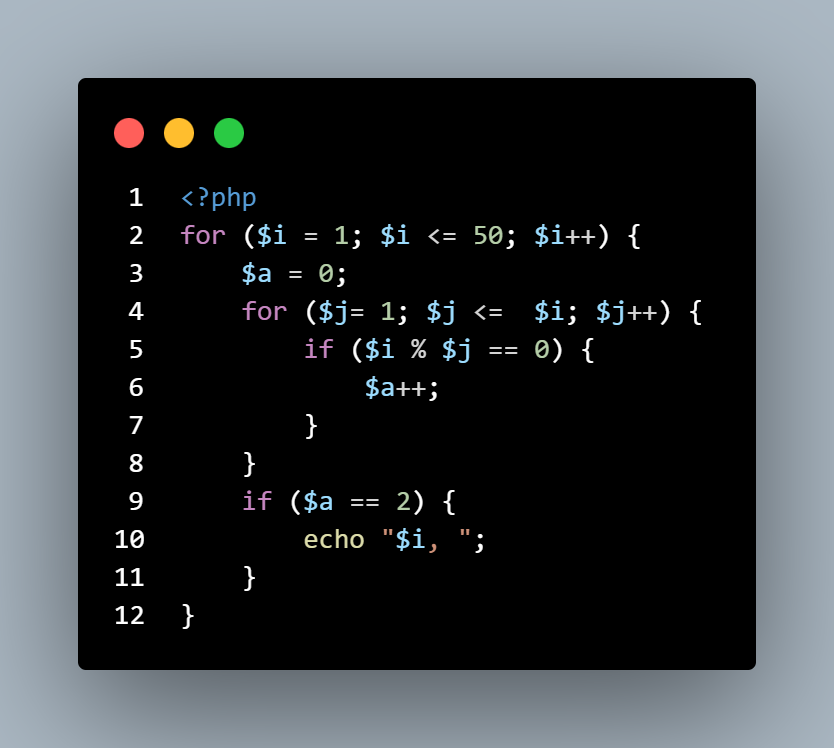 1 <?php
2 for ($i = 1; $i <= 50; $i++) {
3     $a = 0;
4     for ($j= 1; $j <=  $i; $j++) {
5         if ($i % $j == 0) {
6             $a++;
7         }
8     }
9     if ($a == 2) {
10         echo "$i, ";
11     }
12 }